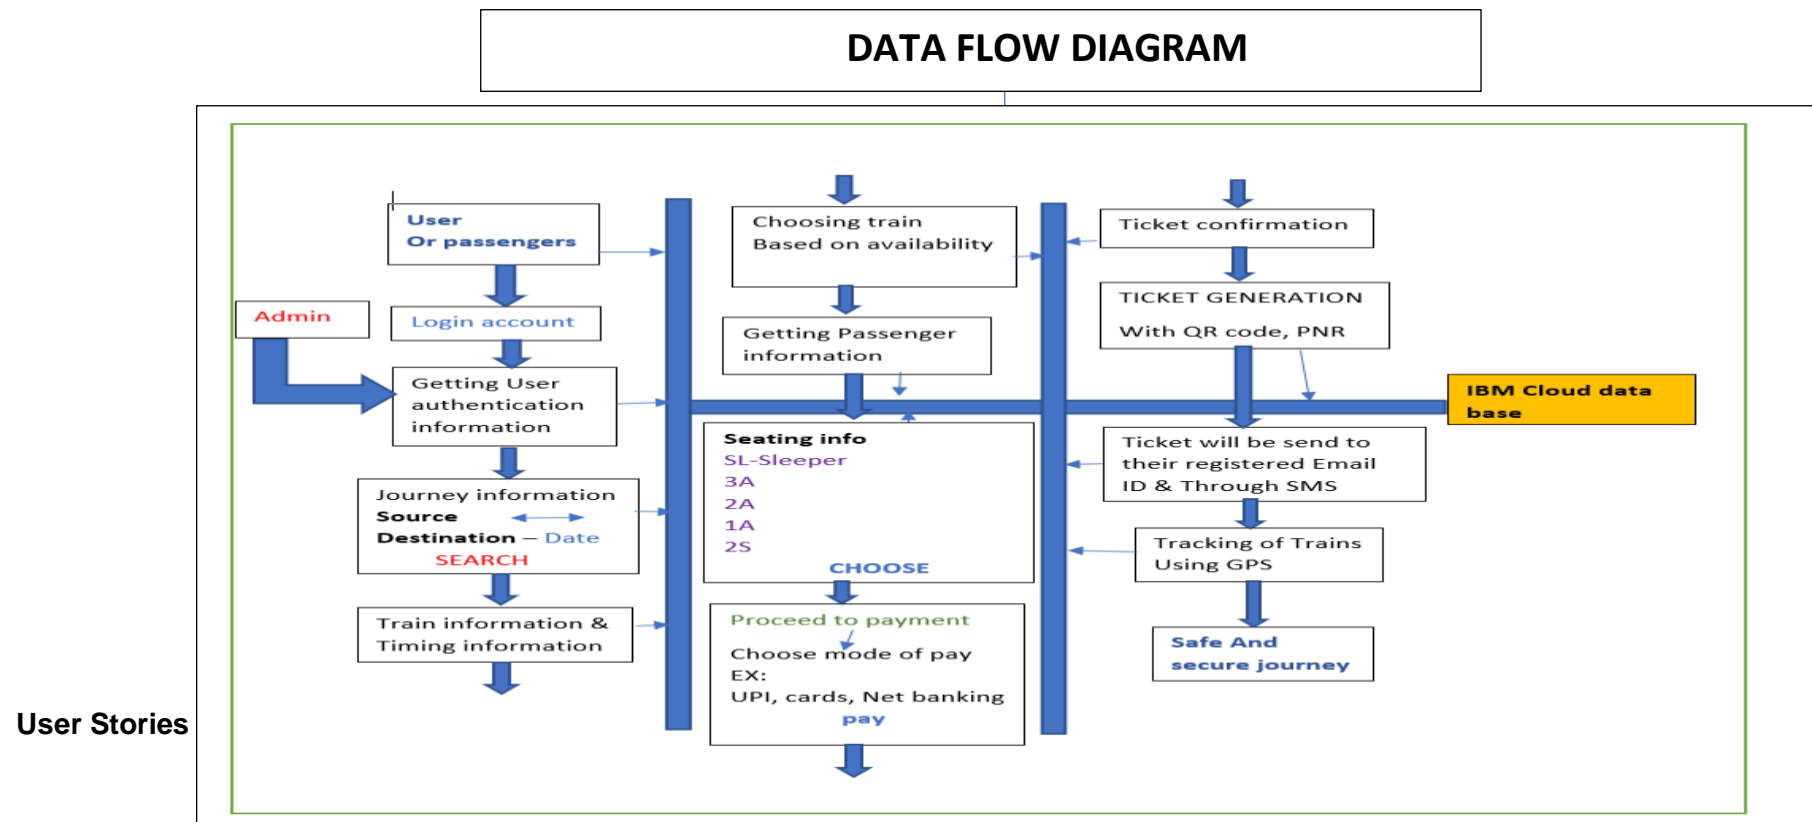 DATA FLOW DIAGRAM
User
Or passengers
Admin
Login account
Getting User
authentication
information
Journey information
Source
Destination – Date
SEARCH
Train information &
Timing information
Choosing train
Based on availability
Getting Passenger
information
Seating info
SL-Sleeper
3A
2A
1A
2S
CHOOSE
Proceed to payment
Choose mode of pay
EX:
UPI, cards, Net banking
pay
Ticket confirmation
TICKET GENERATION
With QR code, PNR
IBM Cloud data
base
Ticket will be send to
their registered Email
ID & Through SMS
Tracking of Trains
Using GPS
Safe And
secure journey
User Stories